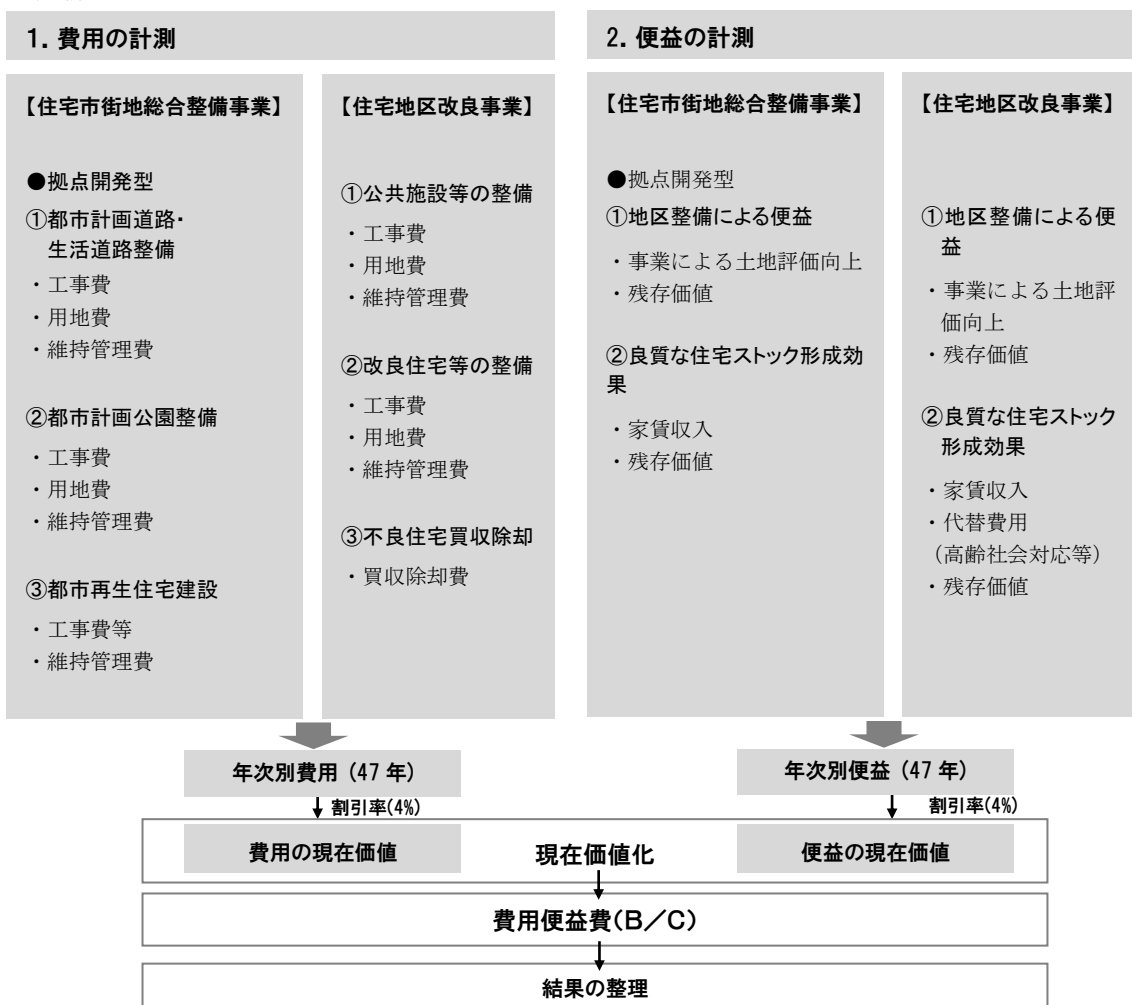 1．費用の計測
【住宅市街地総合整備事業】
●拠点開発型
①都市計画道路・
生活道路整備
・工事費
・用地費
・維持管理費
②都市計画公園整備
・工事費
・用地費
・維持管理費
③都市再生住宅建設
・工事費等
・維持管理費
【住宅地区改良事業】
①公共施設等の整備
・工事費
・用地費
・維持管理費
②改良住宅等の整備
・工事費
・用地費
・維持管理費
③不良住宅買収除却
・買収除却費
2．便益の計測
【住宅市街地総合整備事業】
●拠点開発型
①地区整備による便益
・事業による土地評価向上
・残存価値
②良質な住宅ストック形成効
果
・家賃収入
・残存価値
【住宅地区改良事業】
①地区整備による便
益
・事業による土地評
価向上
・残存価値
②良質な住宅ストック
形成効果
・家賃収入
・代替費用
（高齢社会対応等）
・残存価値
年次別費用（47 年）
割引率(4%)
年次別便益（47 年）
割引率(4%)
費用の現在価値
現在価値化
便益の現在価値
費用便益費（B／C）
結果の整理